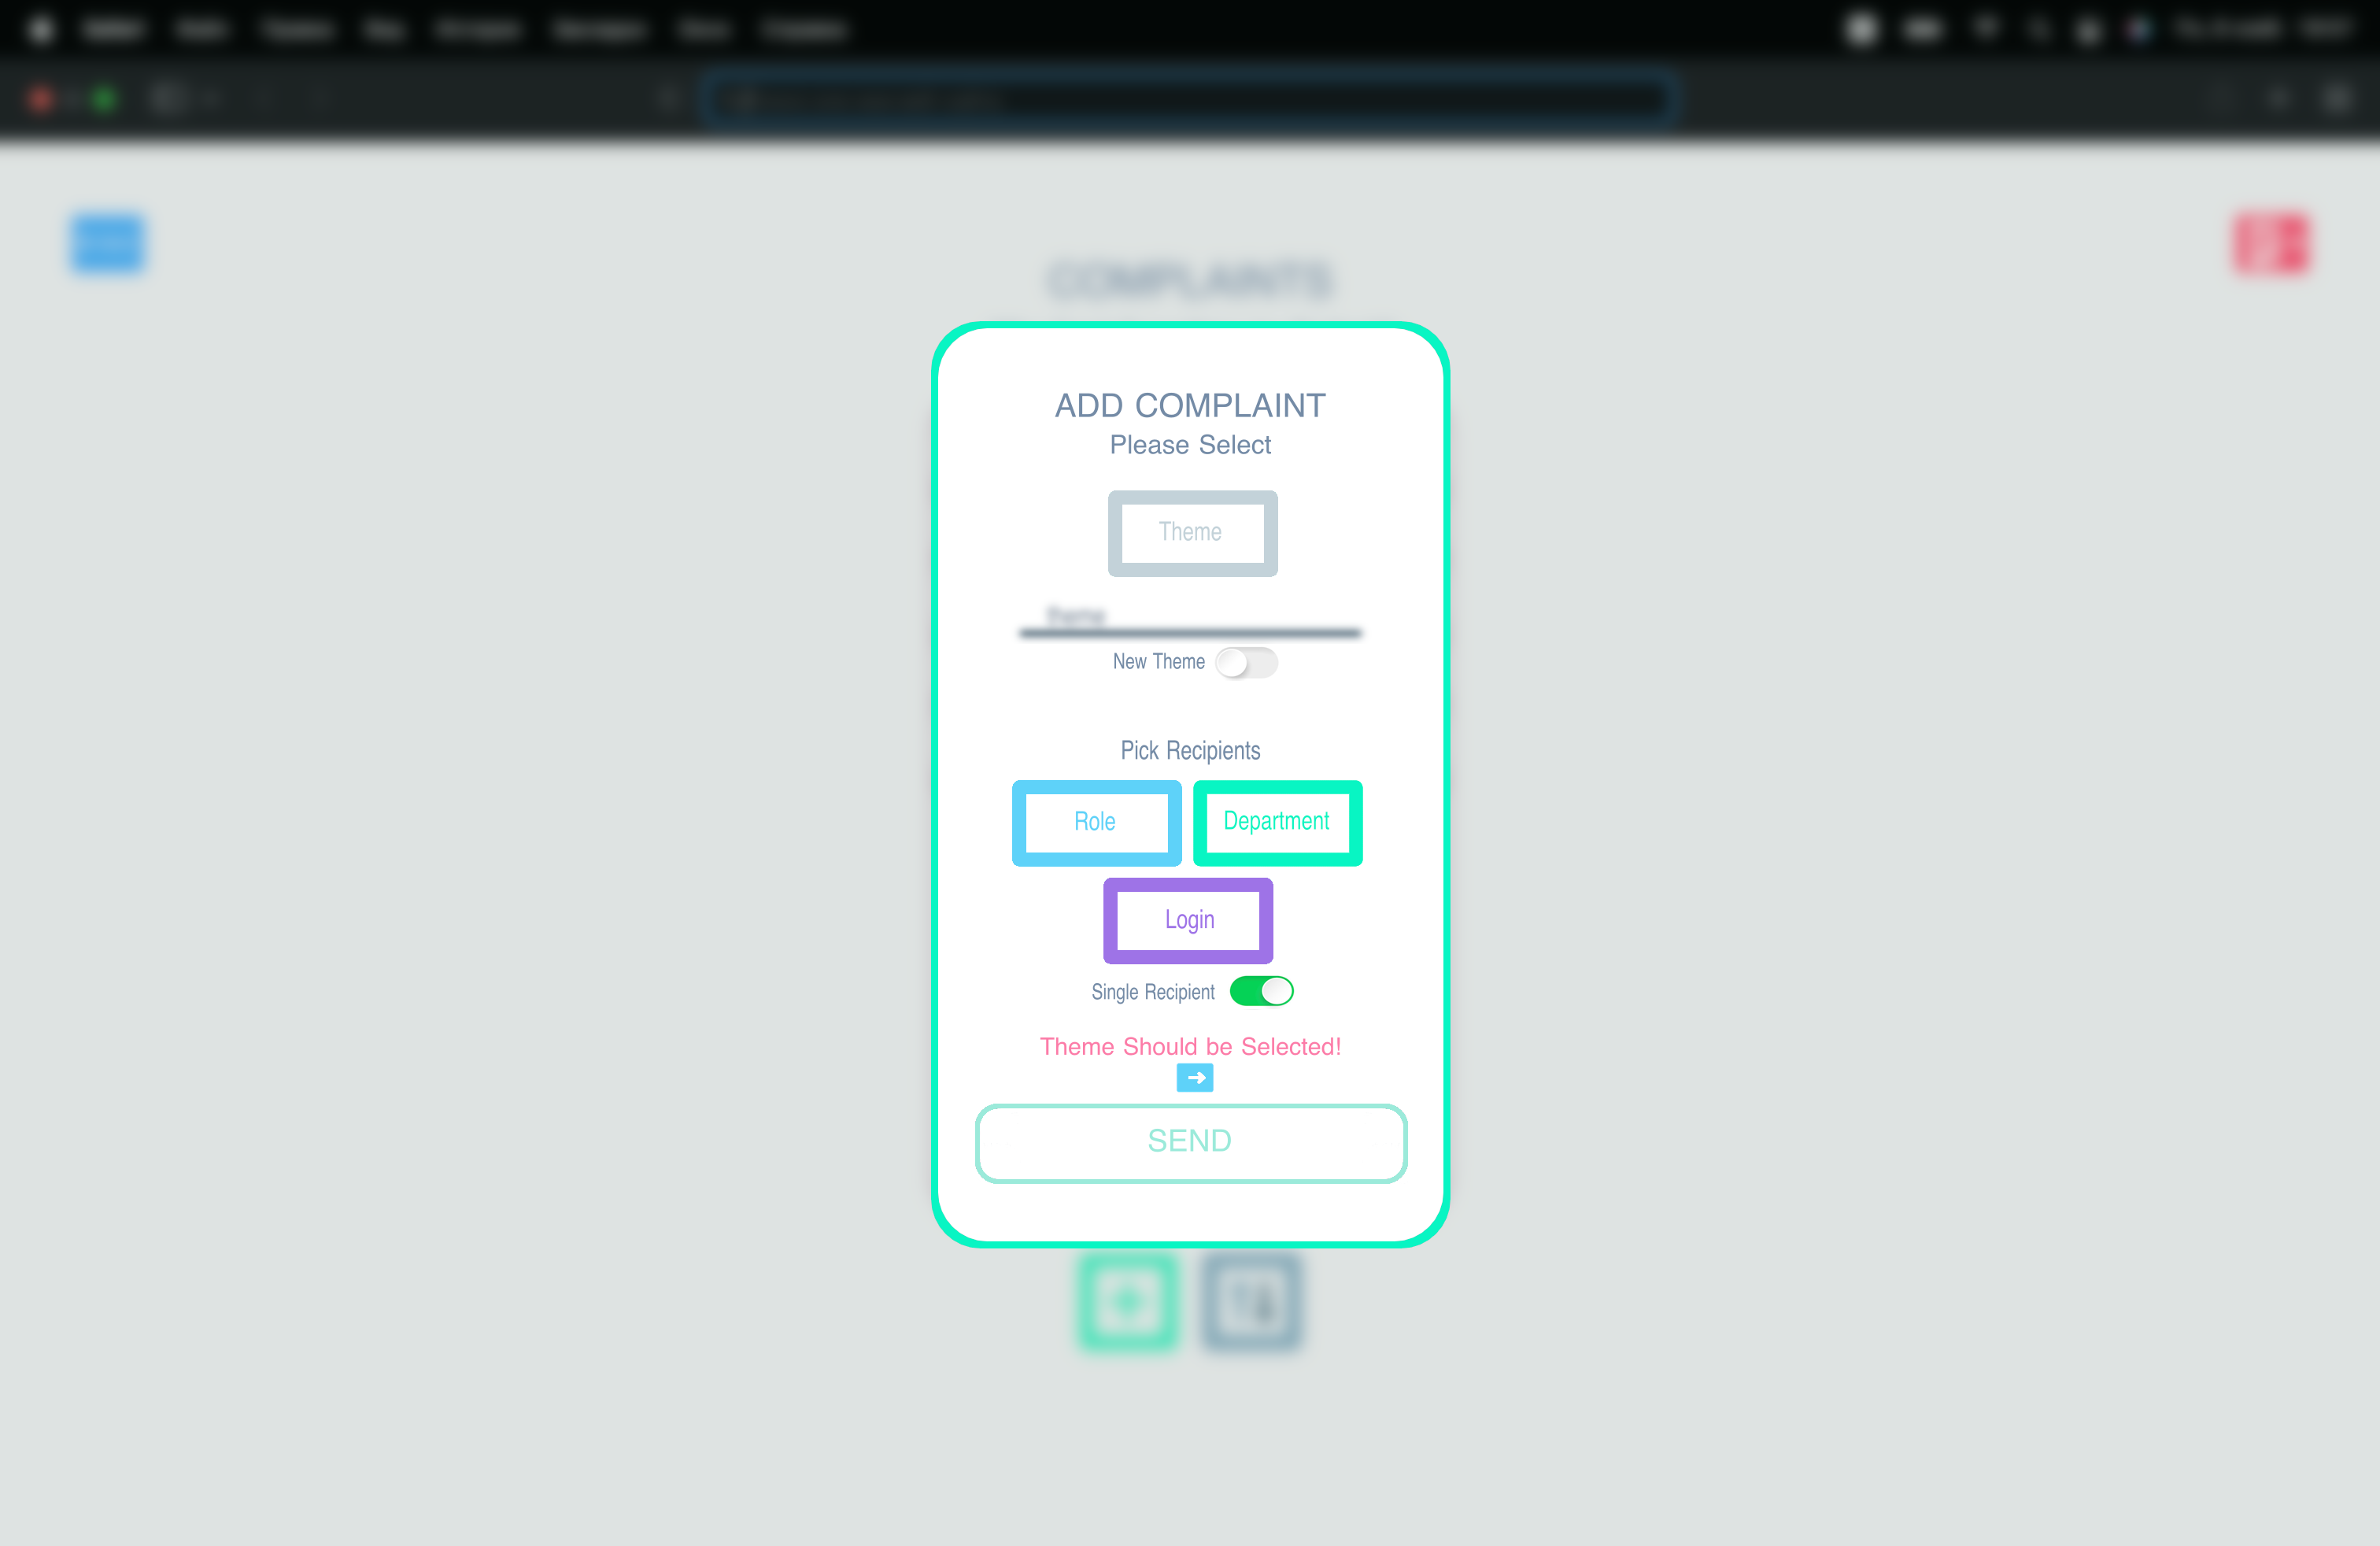 COMPLAINTS
ADD COMPLAINT
Please Select
Theme
theme
New Theme
Pick Recipients
Role
Department
Login
Single Recipient
Theme Should be Selected!
SEND